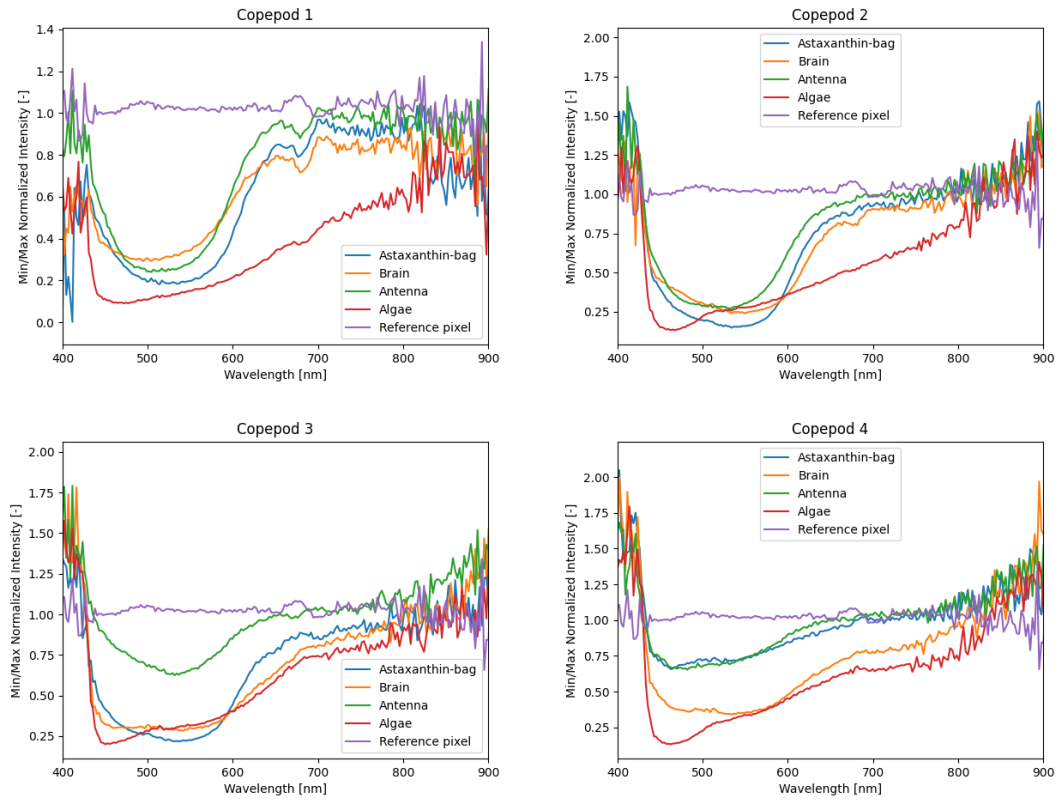 Copepod 1
Min/Max Normalized Intensity [-]
1.4
1.2
1.0
0.8
0.6
0.4
0.2
0.0
Astaxanthin-bag
Brain
Antenna
Algae
Reference pixel
400 500 600 700 800 900
Wavelength [nm]
Copepod 2
Min/Max Normalized Intensity [-]
2.00
1.75
1.50
1.25
1.00
0.75
0.50
0.25
Astaxanthin-bag
Brain
Antenna
Algae
Reference pixel
400 500 600 700 800 900
Wavelength [nm]
Copepod 3
Min/Max Normalized Intensity [-]
2.00
1.75
1.50
1.25
1.00
0.75
0.50
0.25
Astaxanthin-bag
Brain
Antenna
Algae
Reference pixel
400 500 600 700 800 900
Wavelength [nm]
Copepod 4
Min/Max Normalized Intensity [-]
2.00
1.75
1.50
1.25
1.00
0.75
0.50
0.25
Astaxanthin-bag
Brain
Antenna
Algae
Reference pixel
400 500 600 700 800 900
Wavelength [nm]